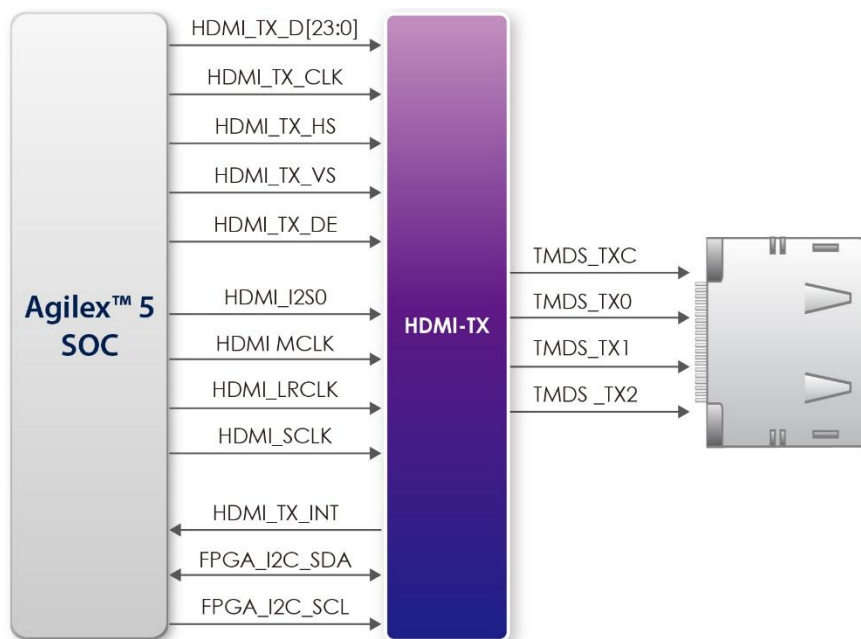 HDMI_TX_D[23:0]
HDMI_TX_CLK
HDMI_TX_HS
HDMI_TX_VS
HDMI_TX_DE
Agilex™ 5
SOC
HDMI_I2S0
HDMI MCLK
HDMI_LRCLK
HDMI_SCLK
HDMI_TX_INT
FPGA_I2C_SDA
FPGA_I2C_SCL
HDMI-TX
TMDS_TXC
TMDS_TX0
TMDS_TX1
TMDS _TX2